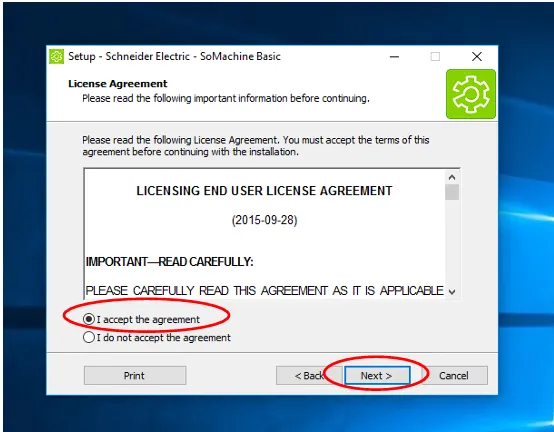 Setup - Schneider Electric - SoMachine Basic
License Agreement
Please read the following important information before continuing.
Please read the following License Agreement. You must accept the terms of this
agreement before continuing with the installation.
LICENSING END USER LICENSE AGREEMENT
(2015-09-28)
IMPORTANT—READ CAREFULLY:
PLEASE CAREFULLY READ THIS AGREEMENT AS IT IS APPLICABLE
I accept the agreement
I do not accept the agreement
Print
< Back
Next >
Cancel